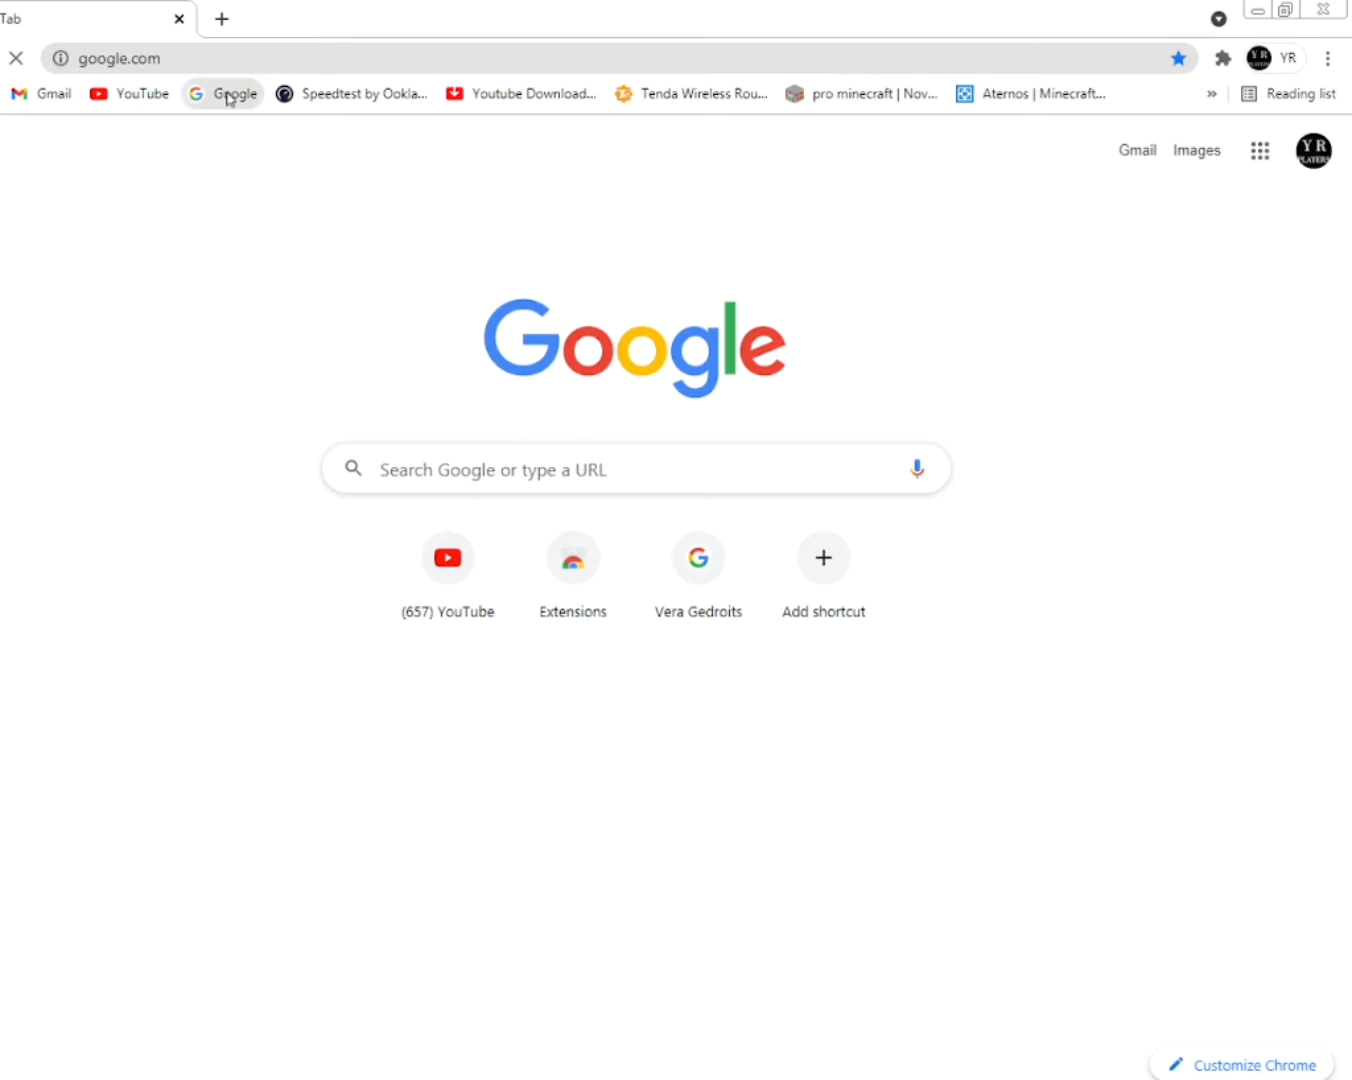 Tab
google.com
YR
Gmail YouTube Google Speedtest by Ookla... Youtube Download... Tenda Wireless Rou... pro minecraft | Nov... Aternos | Minecraft... » Reading list
Gmail Images
Y R
PLAYERS
Google
Search Google or type a URL
(657) YouTube Extensions Vera Gedroits Add shortcut
Customize Chrome